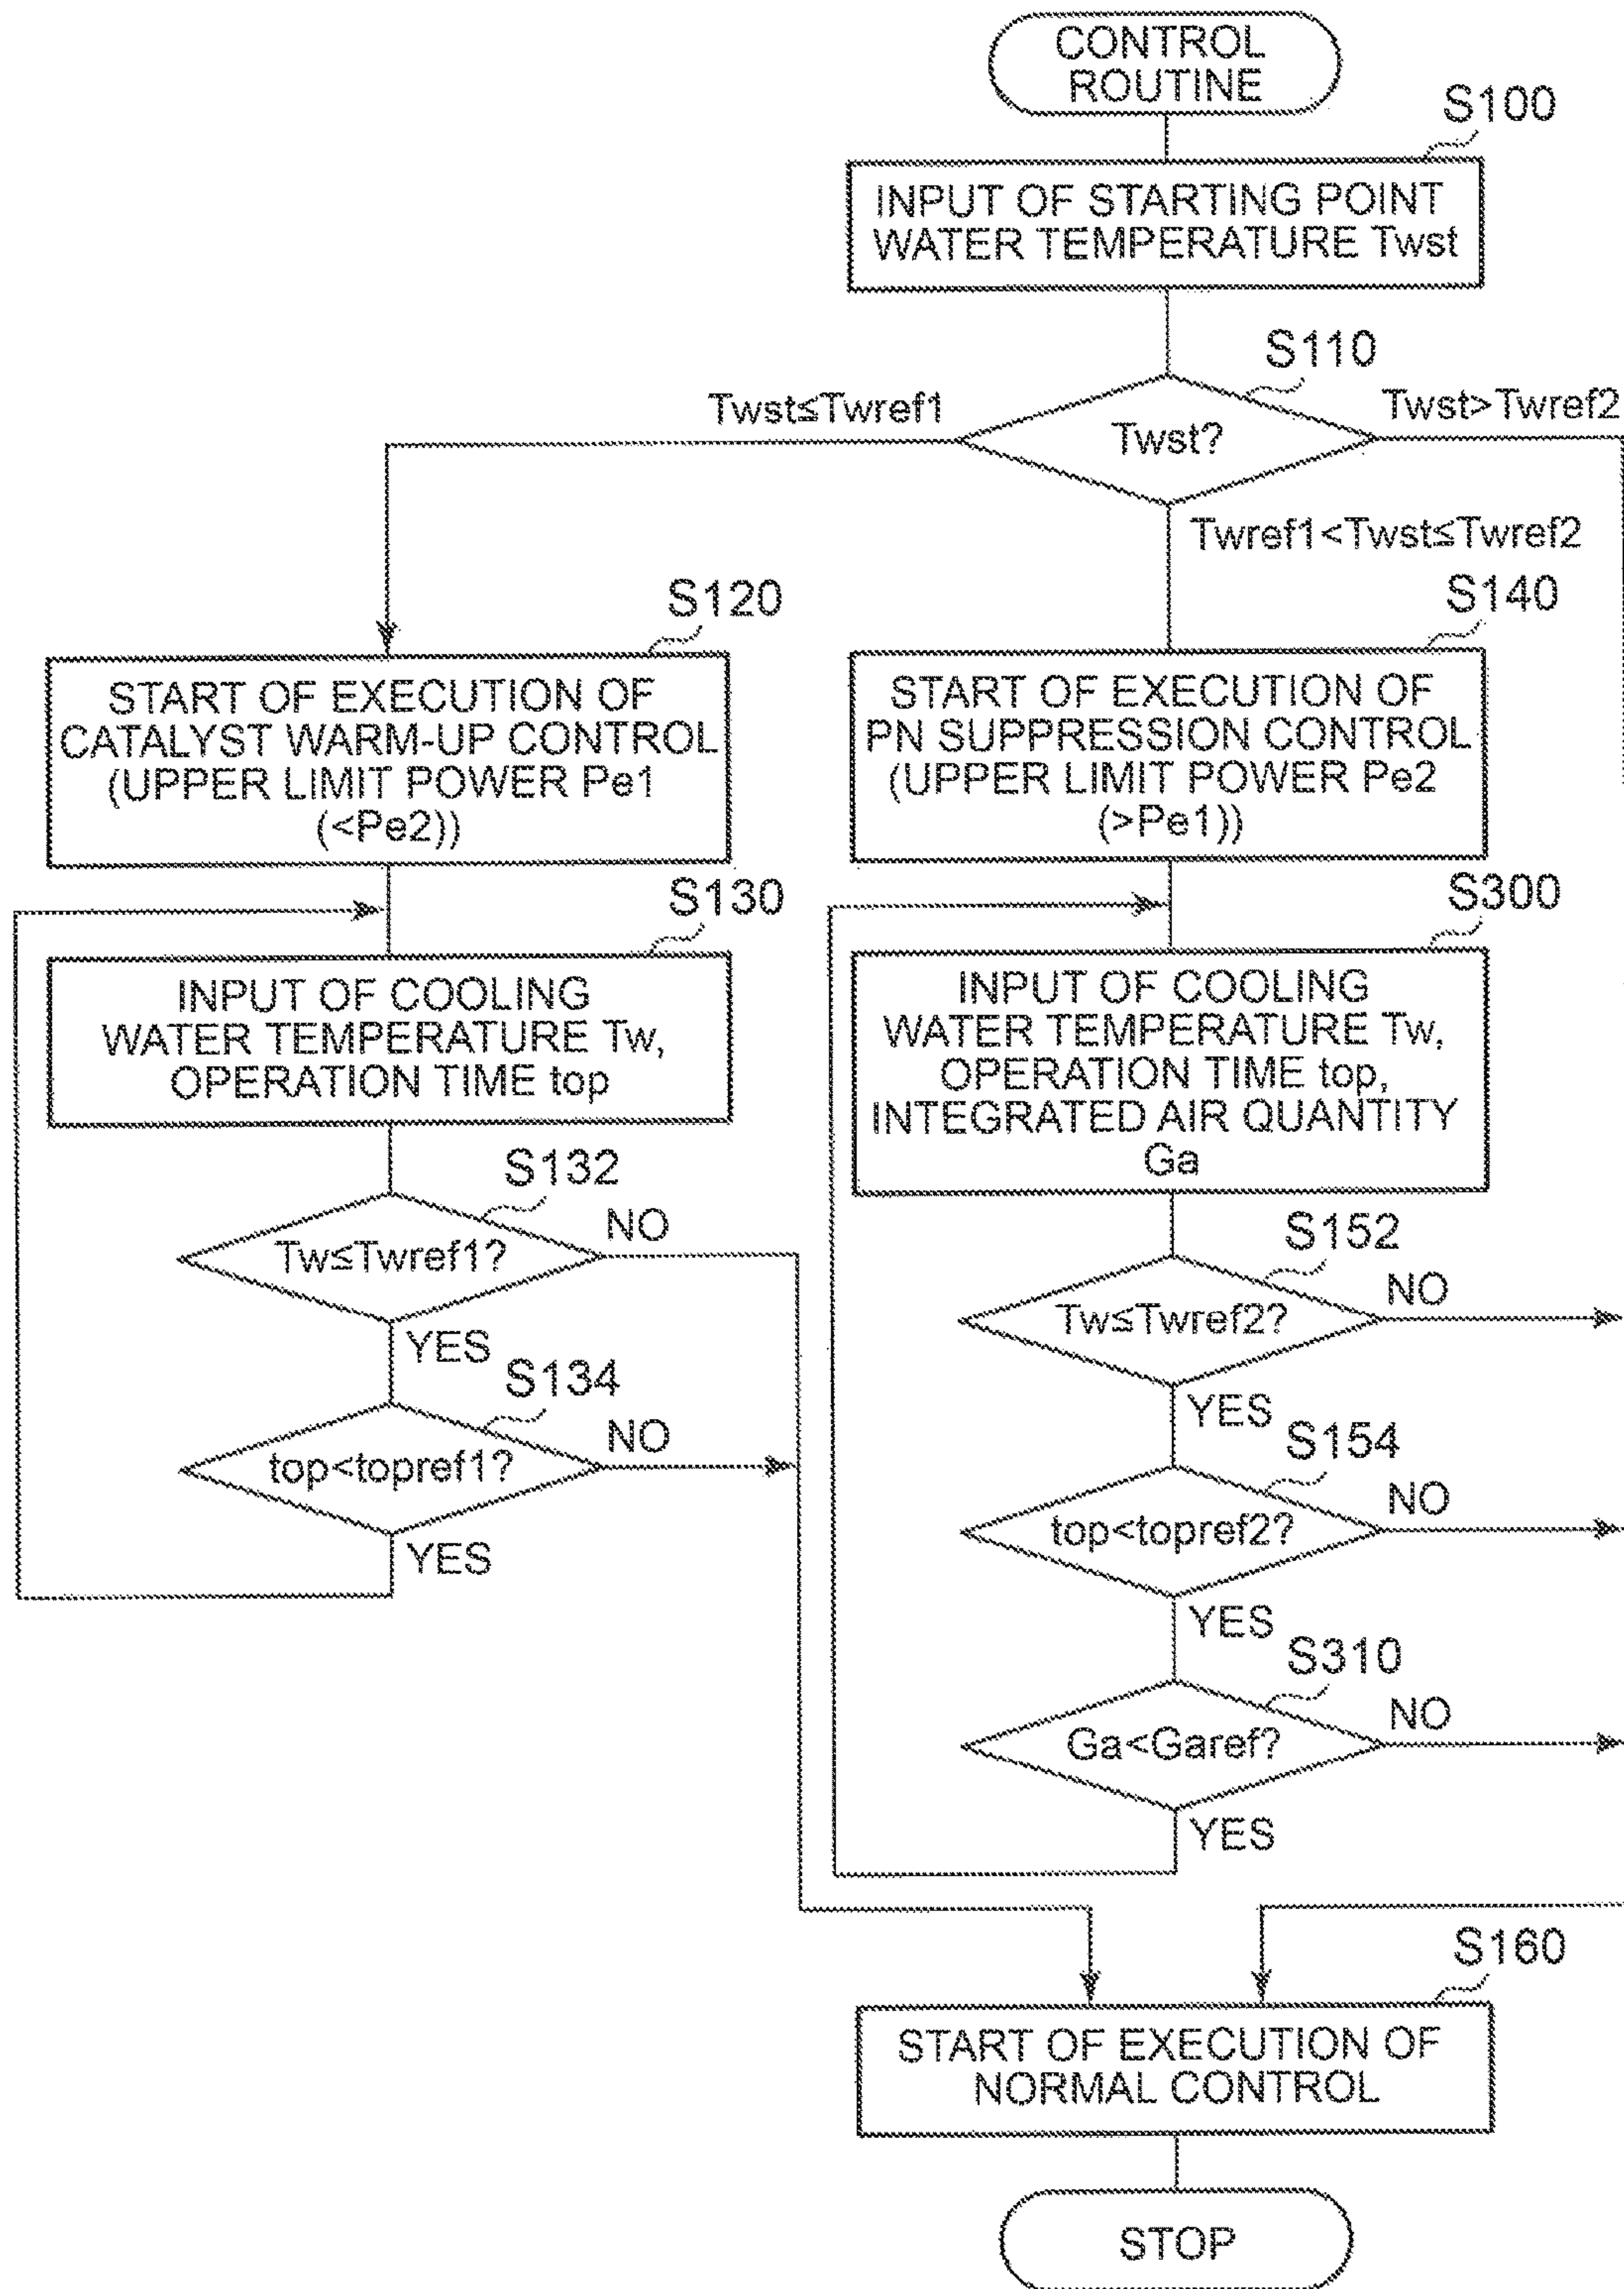 CONTROL
ROUTINE
S100
INPUT OF STARTING POINT
WATER TEMPERATURE Twst
S110
Twst≤Twref1
Twst?
Twst>Twref2
Twref1<Twst≤Twref2
S120
START OF EXECUTION OF
CATALYST WARM-UP CONTROL
(UPPER LIMIT POWER Pe1
(<Pe2))
S130
INPUT OF COOLING
WATER TEMPERATURE Tw,
OPERATION TIME top
S132
Tw≤Twref1?
NO
YES
S134
top<topref1?
NO
YES
S140
START OF EXECUTION OF
PN SUPPRESSION CONTROL
(UPPER LIMIT POWER Pe2
(>Pe1))
S300
INPUT OF COOLING
WATER TEMPERATURE Tw,
OPERATION TIME top,
INTEGRATED AIR QUANTITY
Ga
S152
Tw≤Twref2?
NO
YES
S154
top<topref2?
NO
YES
S310
Ga<Garef?
NO
YES
S160
START OF EXECUTION OF
NORMAL CONTROL
STOP